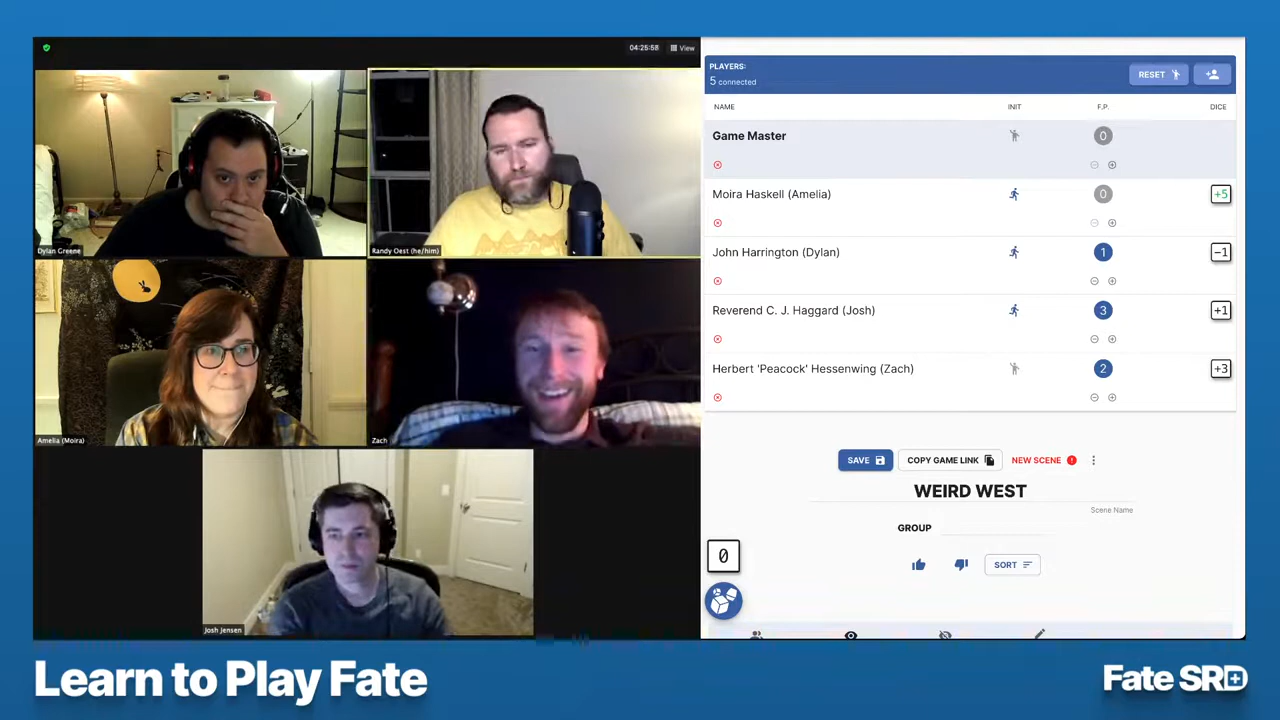 04:25:58
View
Dylan Greene
Randy Oest (he/him)
Amelia (Moira)
Zach
Josh Jensen
PLAYERS:
5 connected
RESET
NAME INIT F.P. DICE
Game Master 0
Moira Haskell (Amelia) 0 +5
John Harrington (Dylan) 1 −1
Reverend C. J. Haggard (Josh) 3 +1
Herbert 'Peacock' Hessenwing (Zach) 2 +3
SAVE COPY GAME LINK NEW SCENE
WEIRD WEST
Scene Name
GROUP
0
SORT
Learn to Play Fate
Fate SRD